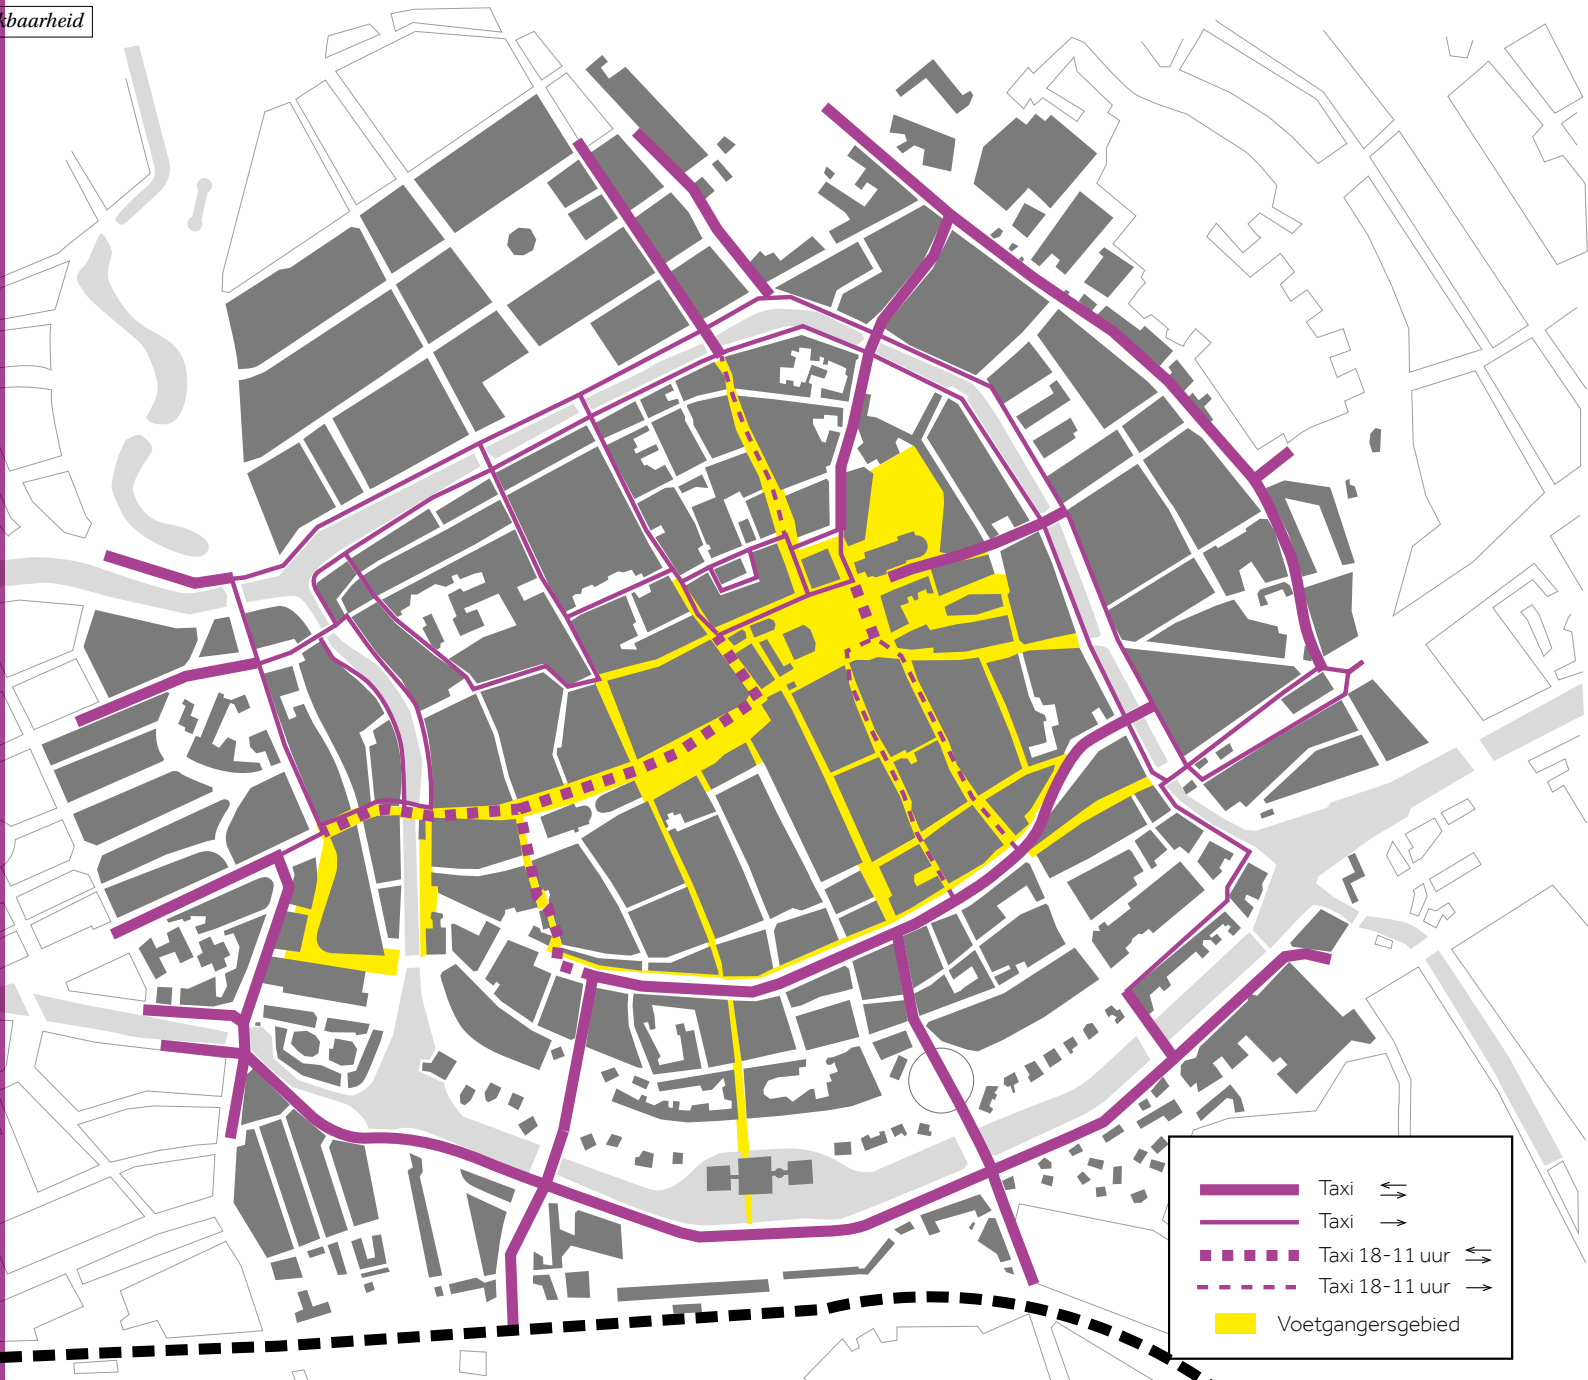 kbaarheid
Taxi
Taxi
Taxi 18-11 uur
Taxi 18-11 uur
Voetgangersgebied